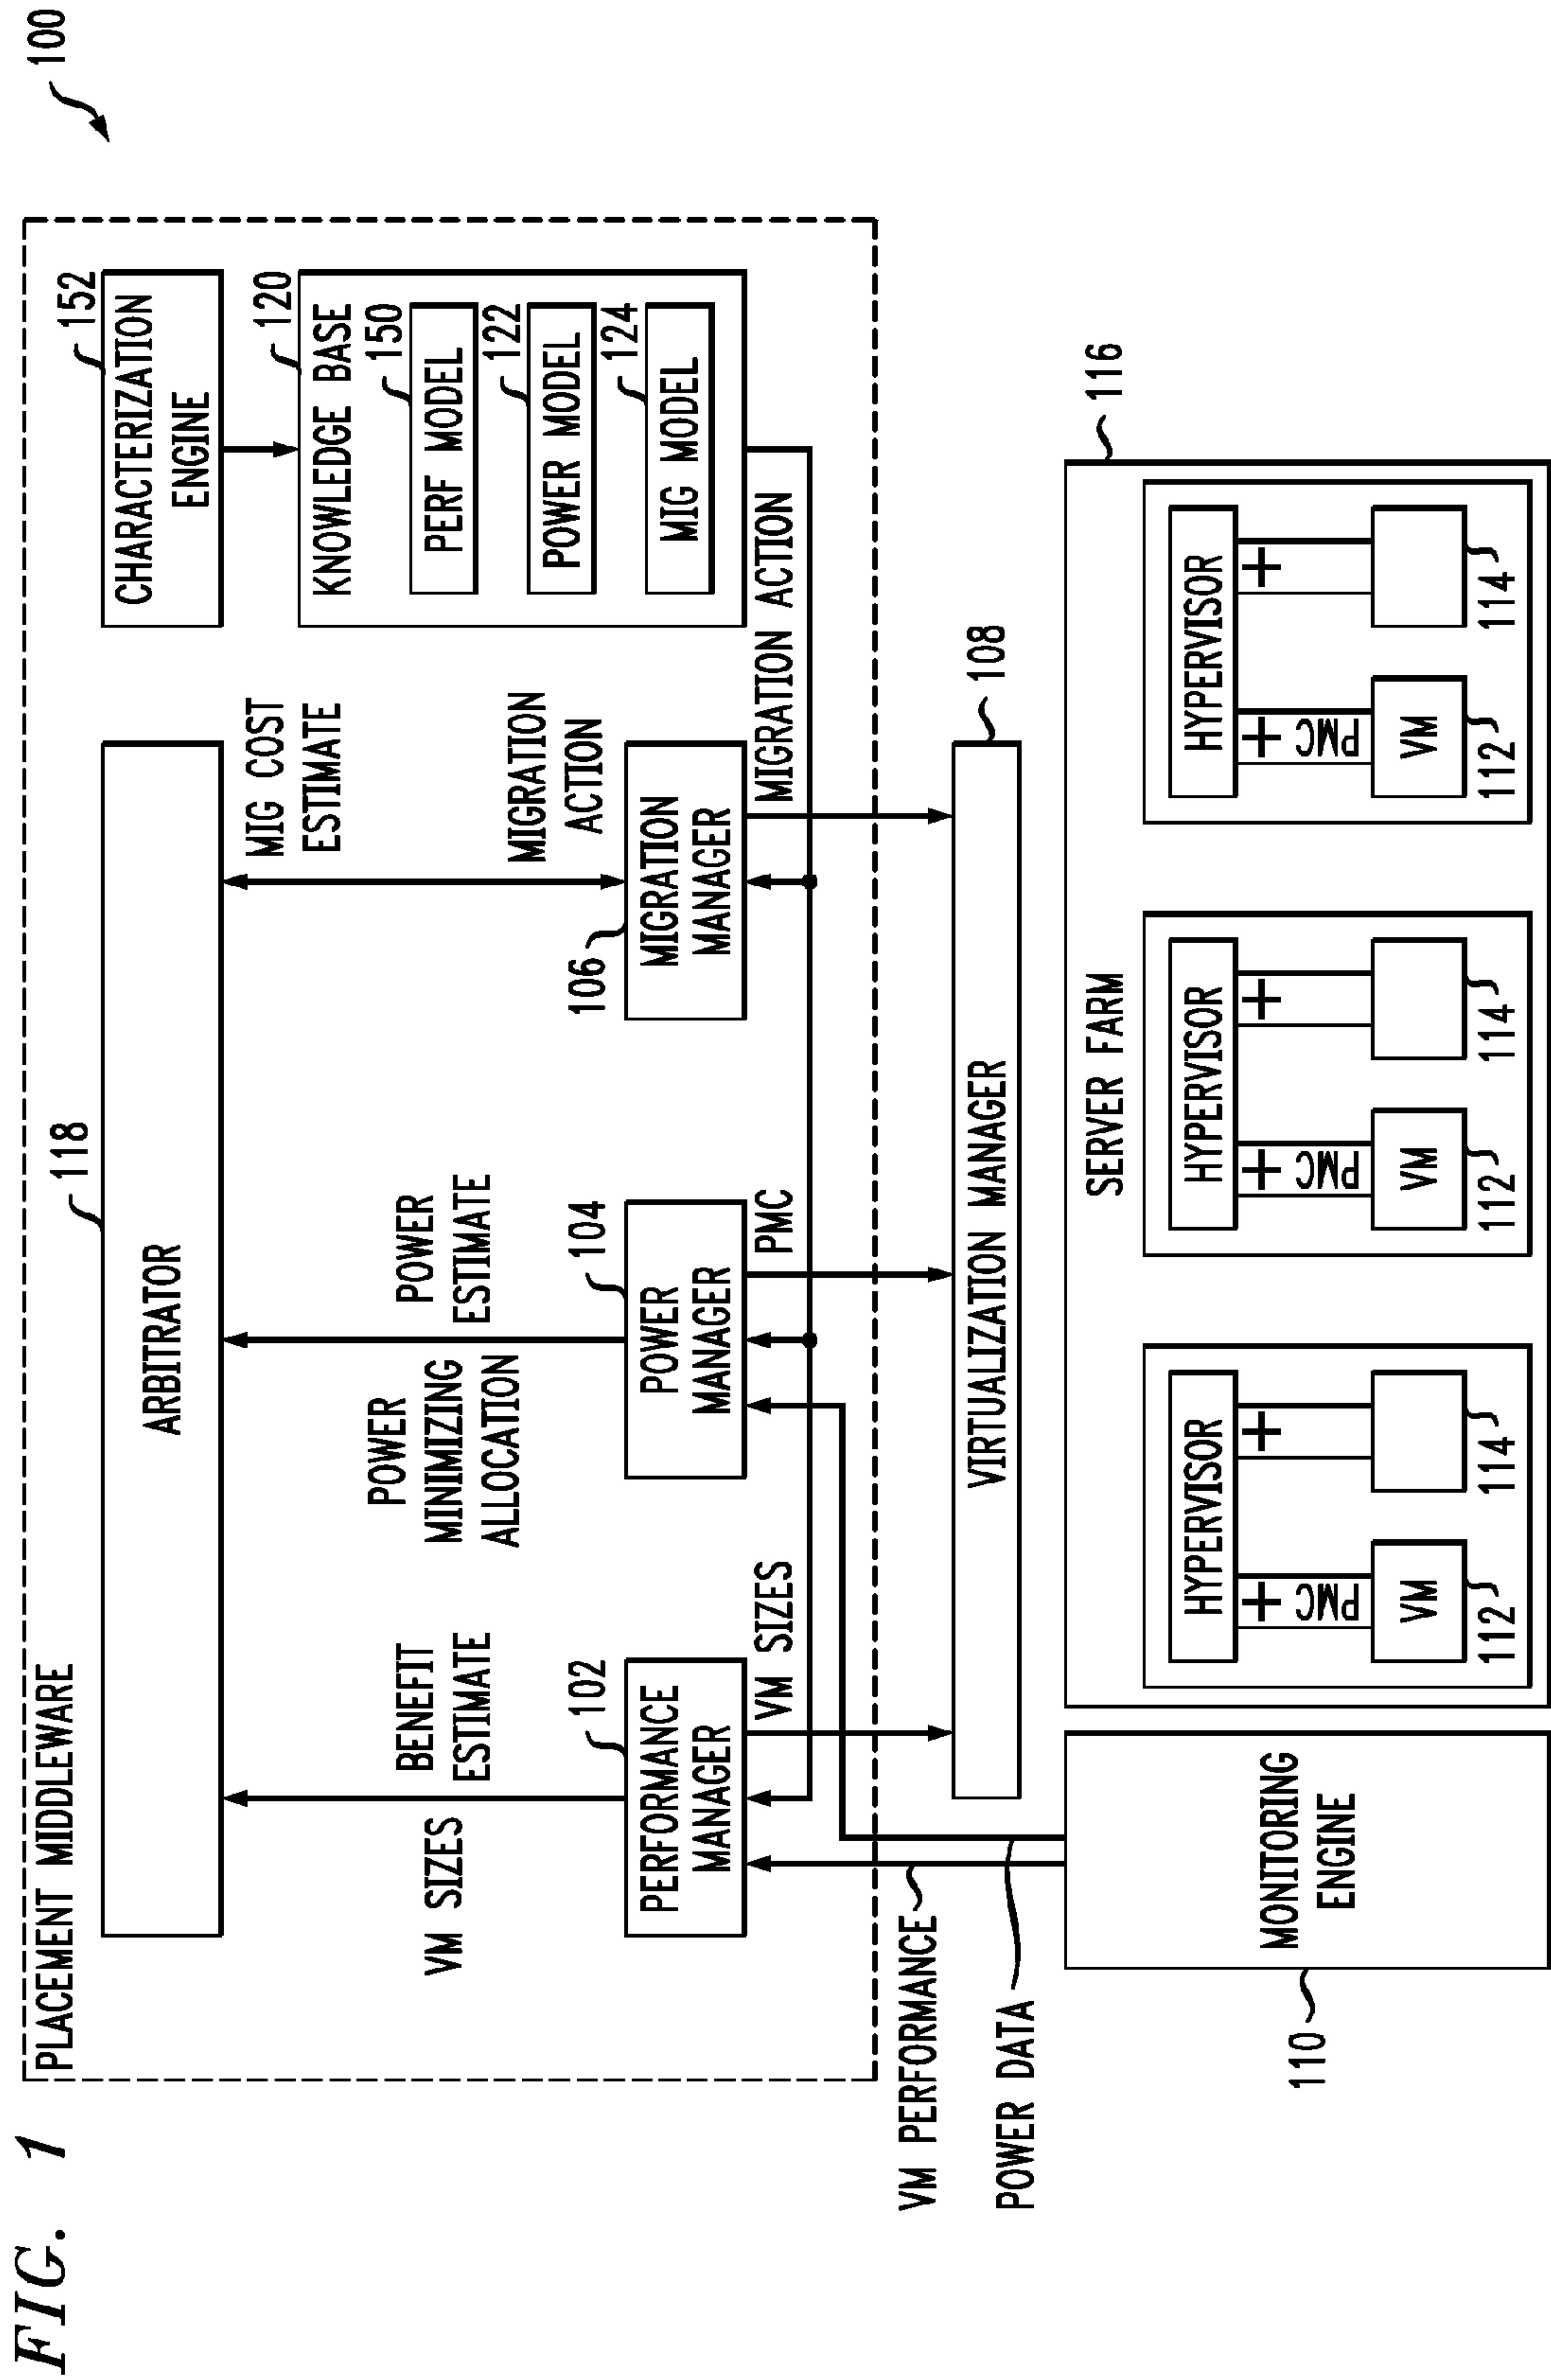 FIG. 1
100
PLACEMENT MIDDLEWARE
118
ARBITRATOR
152
CHARACTERIZATION
ENGINE
120
KNOWLEDGE BASE
150
PERF MODEL
122
POWER MODEL
124
MIG MODEL
VM SIZES
BENEFIT
ESTIMATE
POWER
MINIMIZING
ALLOCATION
POWER
ESTIMATE
MIG COST
ESTIMATE
MIGRATION
ACTION
102
PERFORMANCE
MANAGER
104
POWER
MANAGER
106
MIGRATION
MANAGER
VM SIZES
PMC
MIGRATION ACTION
VM PERFORMANCE
POWER DATA
108
VIRTUALIZATION MANAGER
110
MONITORING
ENGINE
116
SERVER FARM
HYPERVISOR
+
+
PMC
VM
112
114
HYPERVISOR
+
+
PMC
VM
112
114
HYPERVISOR
+
+
PMC
VM
112
114